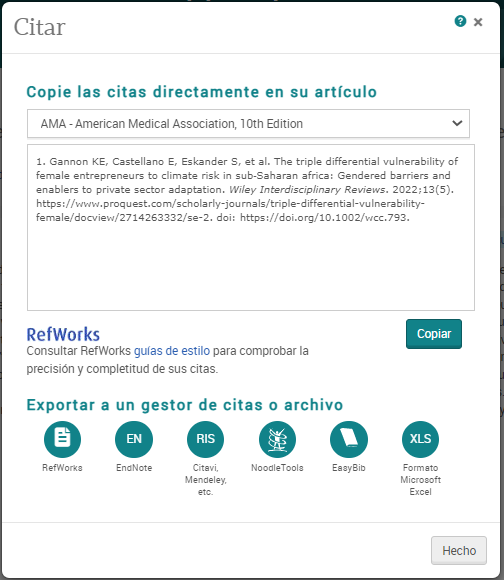 Citar
Copie las citas directamente en su artículo
AMA - American Medical Association, 10th Edition
1. Gannon KE, Castellano E, Eskander S, et al. The triple differential vulnerability of
female entrepreneurs to climate risk in sub-Saharan africa: Gendered barriers and
enablers to private sector adaptation. Wiley Interdisciplinary Reviews. 2022;13(5).
https://www.proquest.com/scholarly-journals/triple-differential-vulnerability-
female/docview/2714263332/se-2. doi: https://doi.org/10.1002/wcc.793.
RefWorks
Copiar
Consultar RefWorks guías de estilo para comprobar la
precisión y completitud de sus citas.
Exportar a un gestor de citas o archivo
EN RIS XLS
RefWorks EndNote Citavi, NoodleTools EasyBib Formato
Mendeley, Microsoft
etc. Excel
Hecho